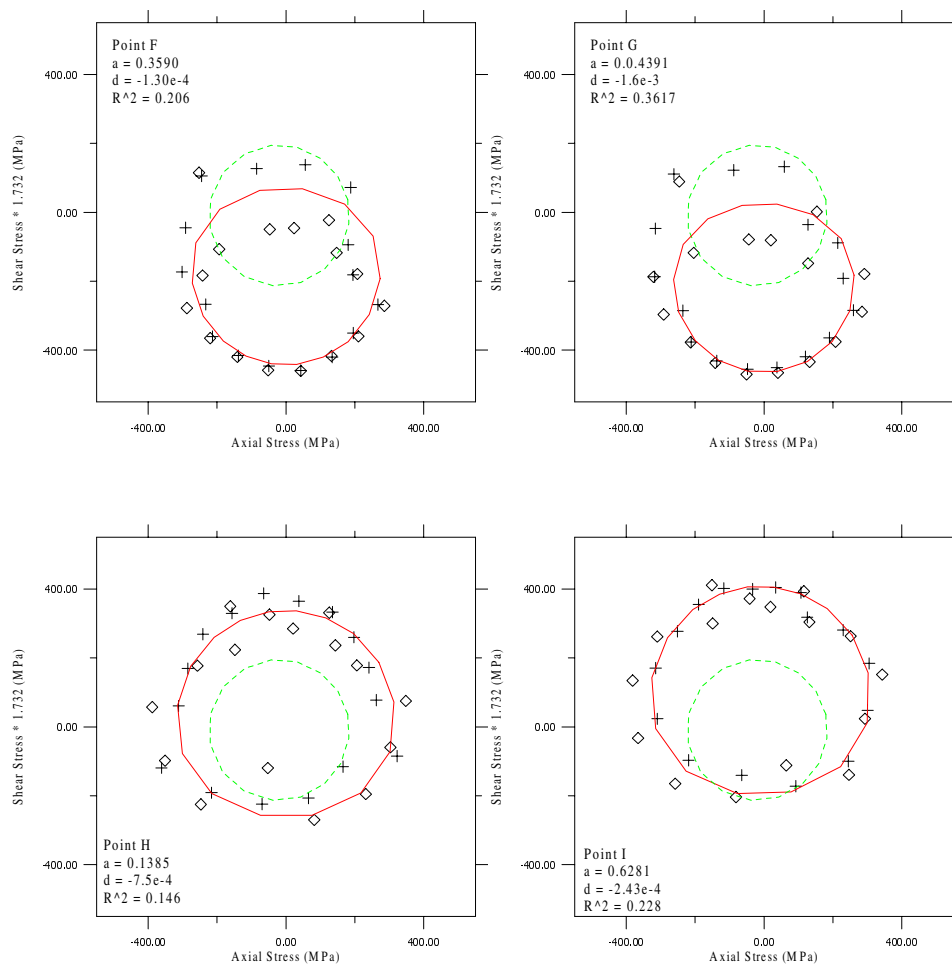 Point F
a = 0.3590
d = -1.30e-4
R^2 = 0.206
400.00
0.00
-400.00
Shear Stress * 1.732 (MPa)
-400.00
0.00
400.00
Axial Stress (MPa)
Point G
a = 0.0.4391
d = -1.6e-3
R^2 = 0.3617
400.00
0.00
-400.00
Shear Stress * 1.732 (MPa)
-400.00
0.00
400.00
Axial Stress (MPa)
400.00
0.00
-400.00
Shear Stress * 1.732 (MPa)
Point H
a = 0.1385
d = -7.5e-4
R^2 = 0.146
-400.00
0.00
400.00
Axial Stress (MPa)
400.00
0.00
-400.00
Shear Stress * 1.732 (MPa)
Point I
a = 0.6281
d = -2.43e-4
R^2 = 0.228
-400.00
0.00
400.00
Axial Stress (MPa)